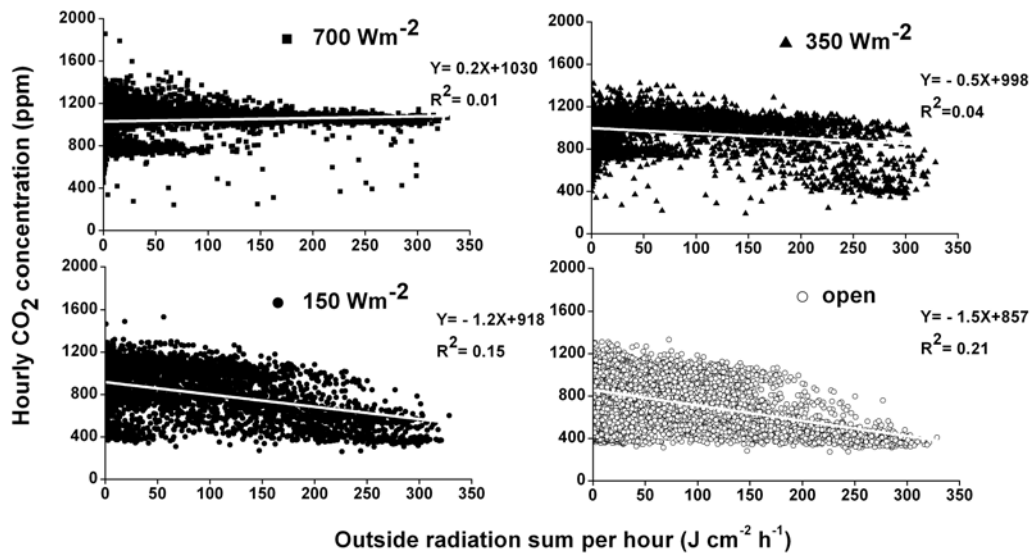 Hourly CO2 concentration (ppm)
2000
1600
1200
800
400
0
700 Wm-2
Y= 0.2X+1030
R2= 0.01
0 50 100 150 200 250 300 350
2000
1600
1200
800
400
0
350 Wm-2
Y= - 0.5X+998
R2=0.04
0 50 100 150 200 250 300 350
2000
1600
1200
800
400
0
150 Wm-2
Y= - 1.2X+918
R2= 0.15
0 50 100 150 200 250 300 350
2000
1600
1200
800
400
0
open
Y= - 1.5X+857
R2= 0.21
0 50 100 150 200 250 300 350
Outside radiation sum per hour (J cm-2 h-1)